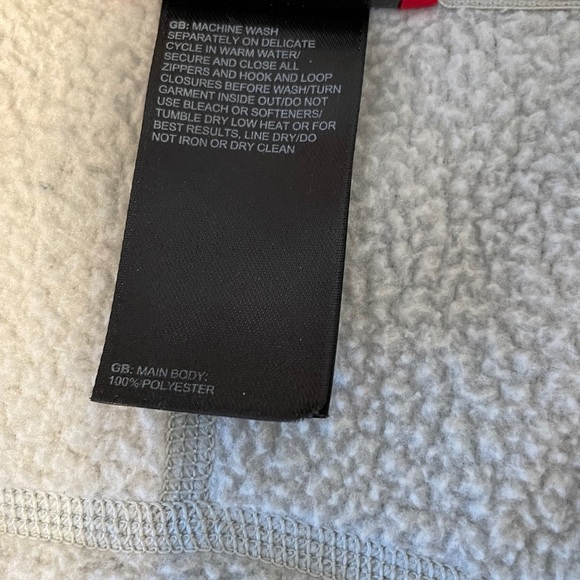 GB: MACHINE WASH
SEPARATELY ON DELICATE
CYCLE IN WARM WATER/
SECURE AND CLOSE ALL
ZIPPERS AND HOOK AND LOOP
CLOSURES BEFORE WASH/TURN
GARMENT INSIDE OUT/DO NOT
USE BLEACH OR SOFTENERS/
TUMBLE DRY LOW HEAT OR FOR
BEST RESULTS, LINE DRY/DO
NOT IRON OR DRY CLEAN
GB: MAIN BODY:
100% POLYESTER